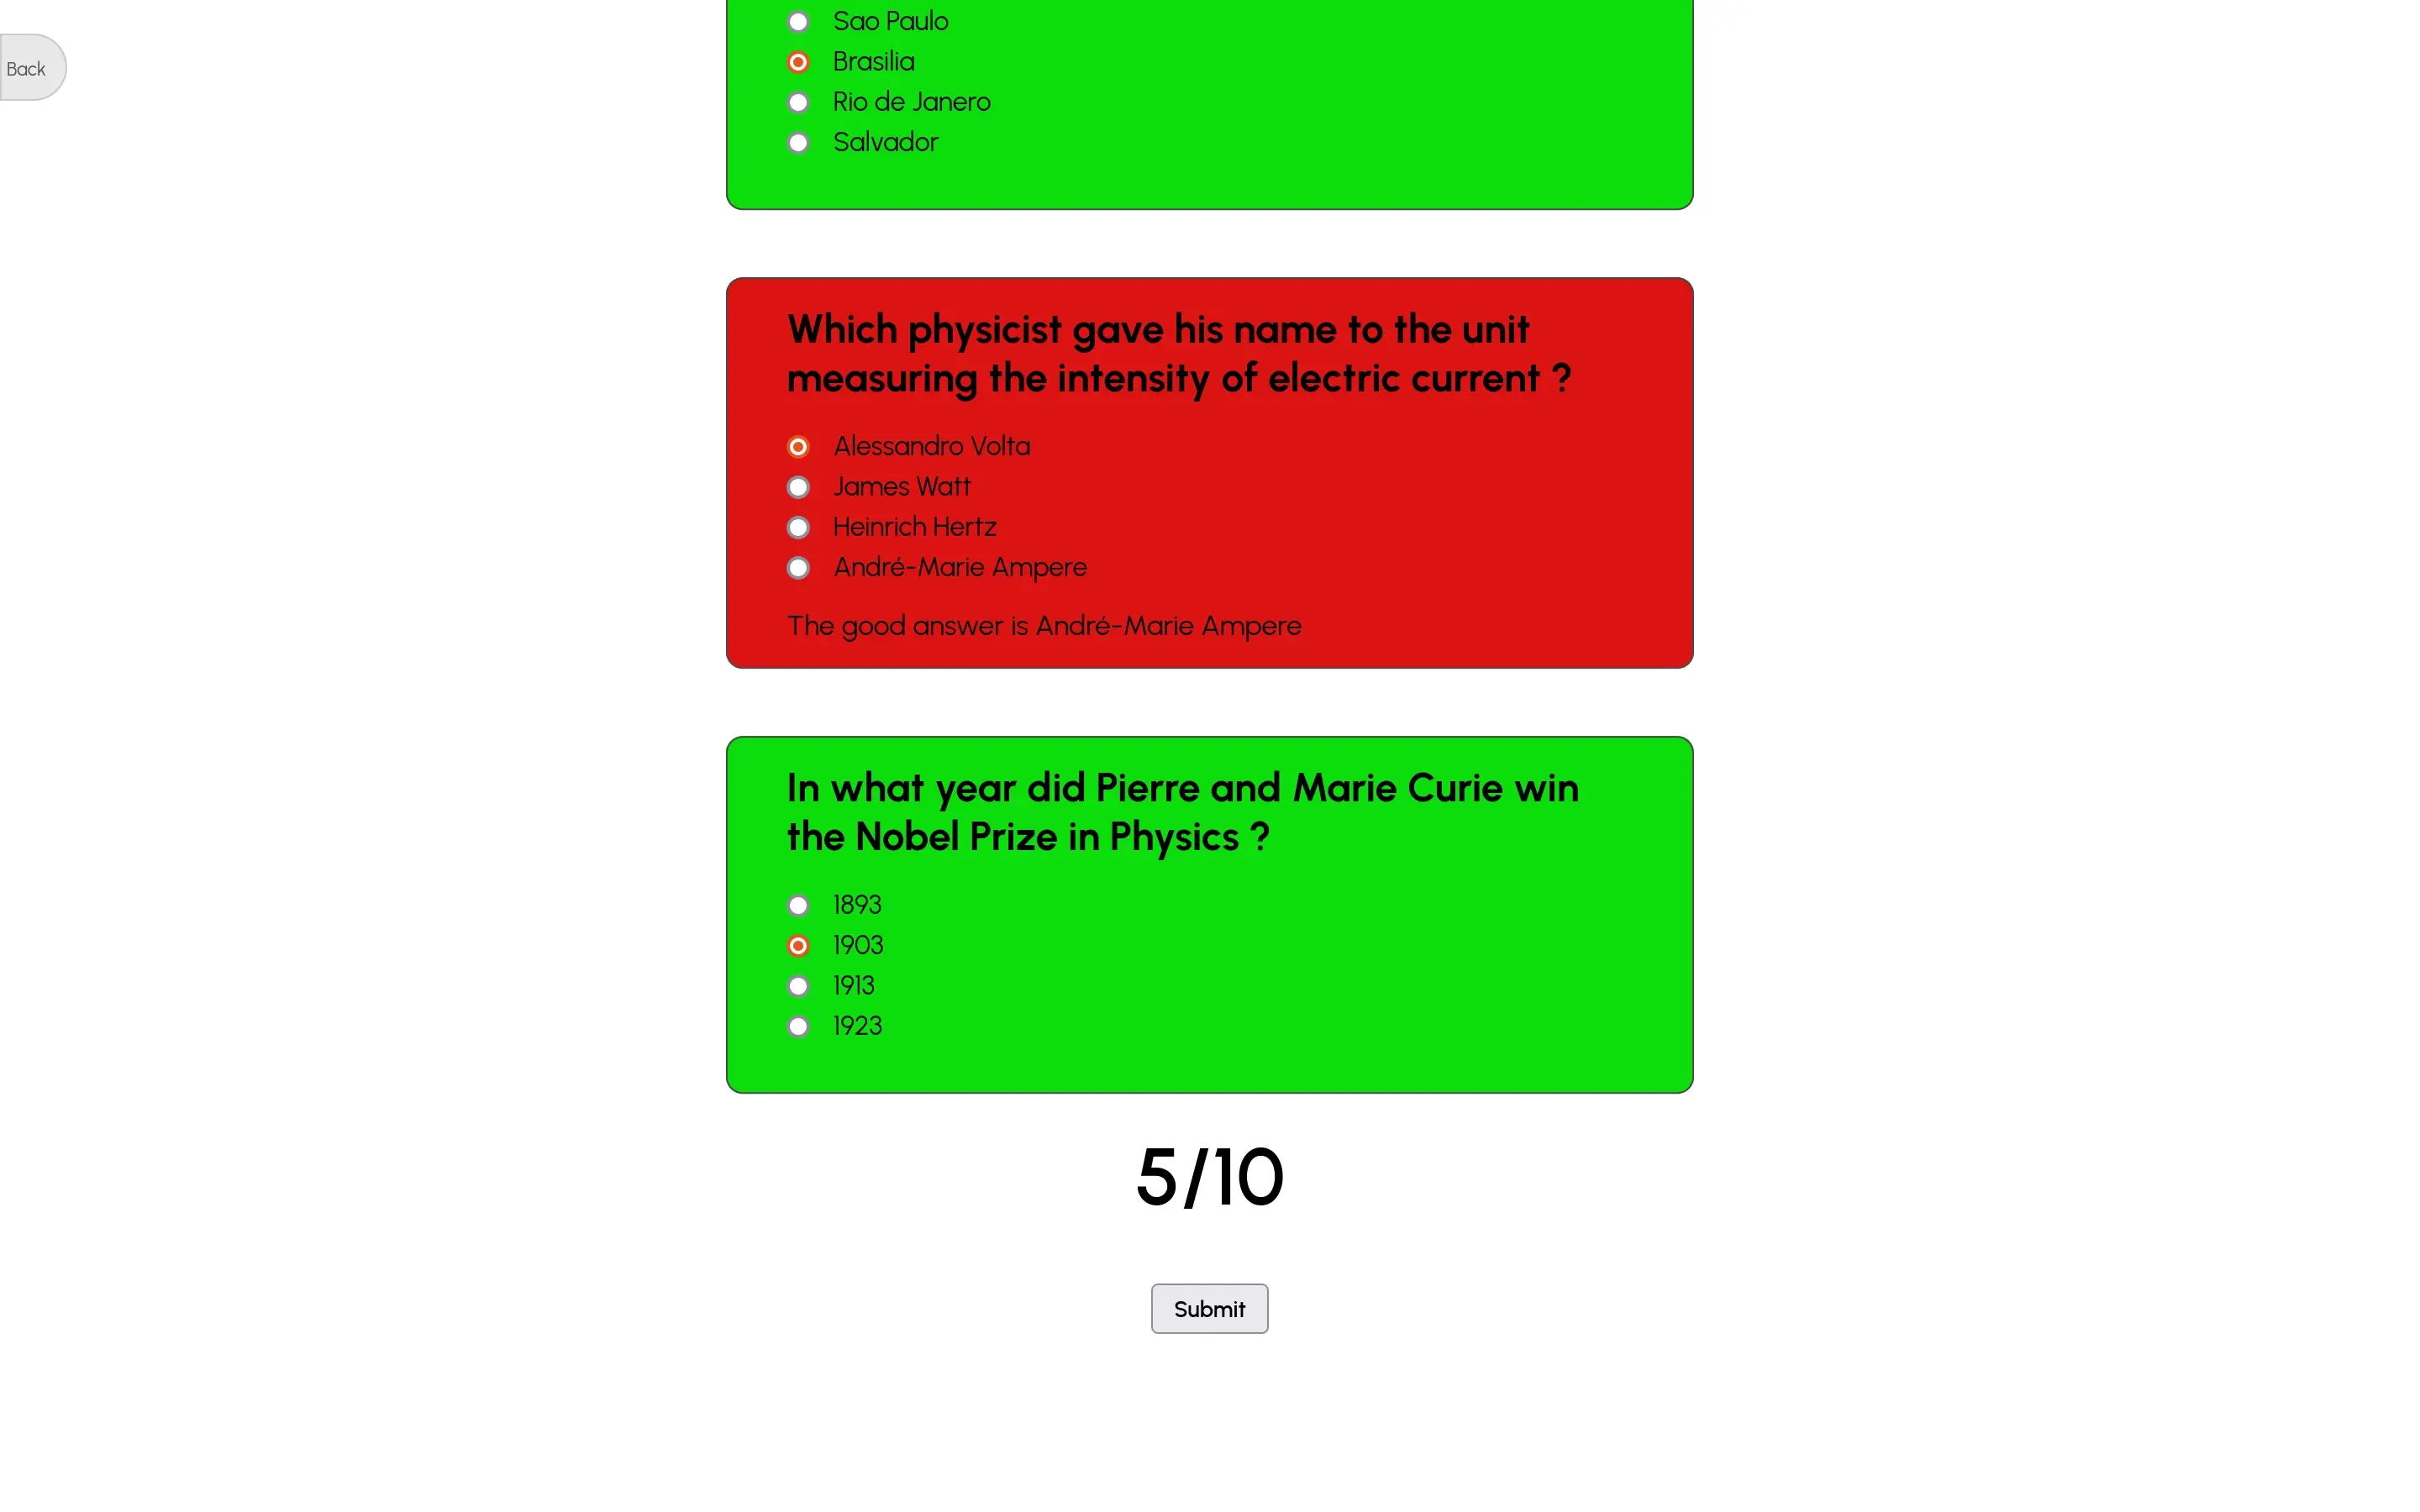 Back
Sao Paulo
Brasilia
Rio de Janero
Salvador
Which physicist gave his name to the unit
measuring the intensity of electric current ?
Alessandro Volta
James Watt
Heinrich Hertz
André-Marie Ampere
The good answer is André-Marie Ampere
In what year did Pierre and Marie Curie win
the Nobel Prize in Physics ?
1893
1903
1913
1923
5/10
Submit